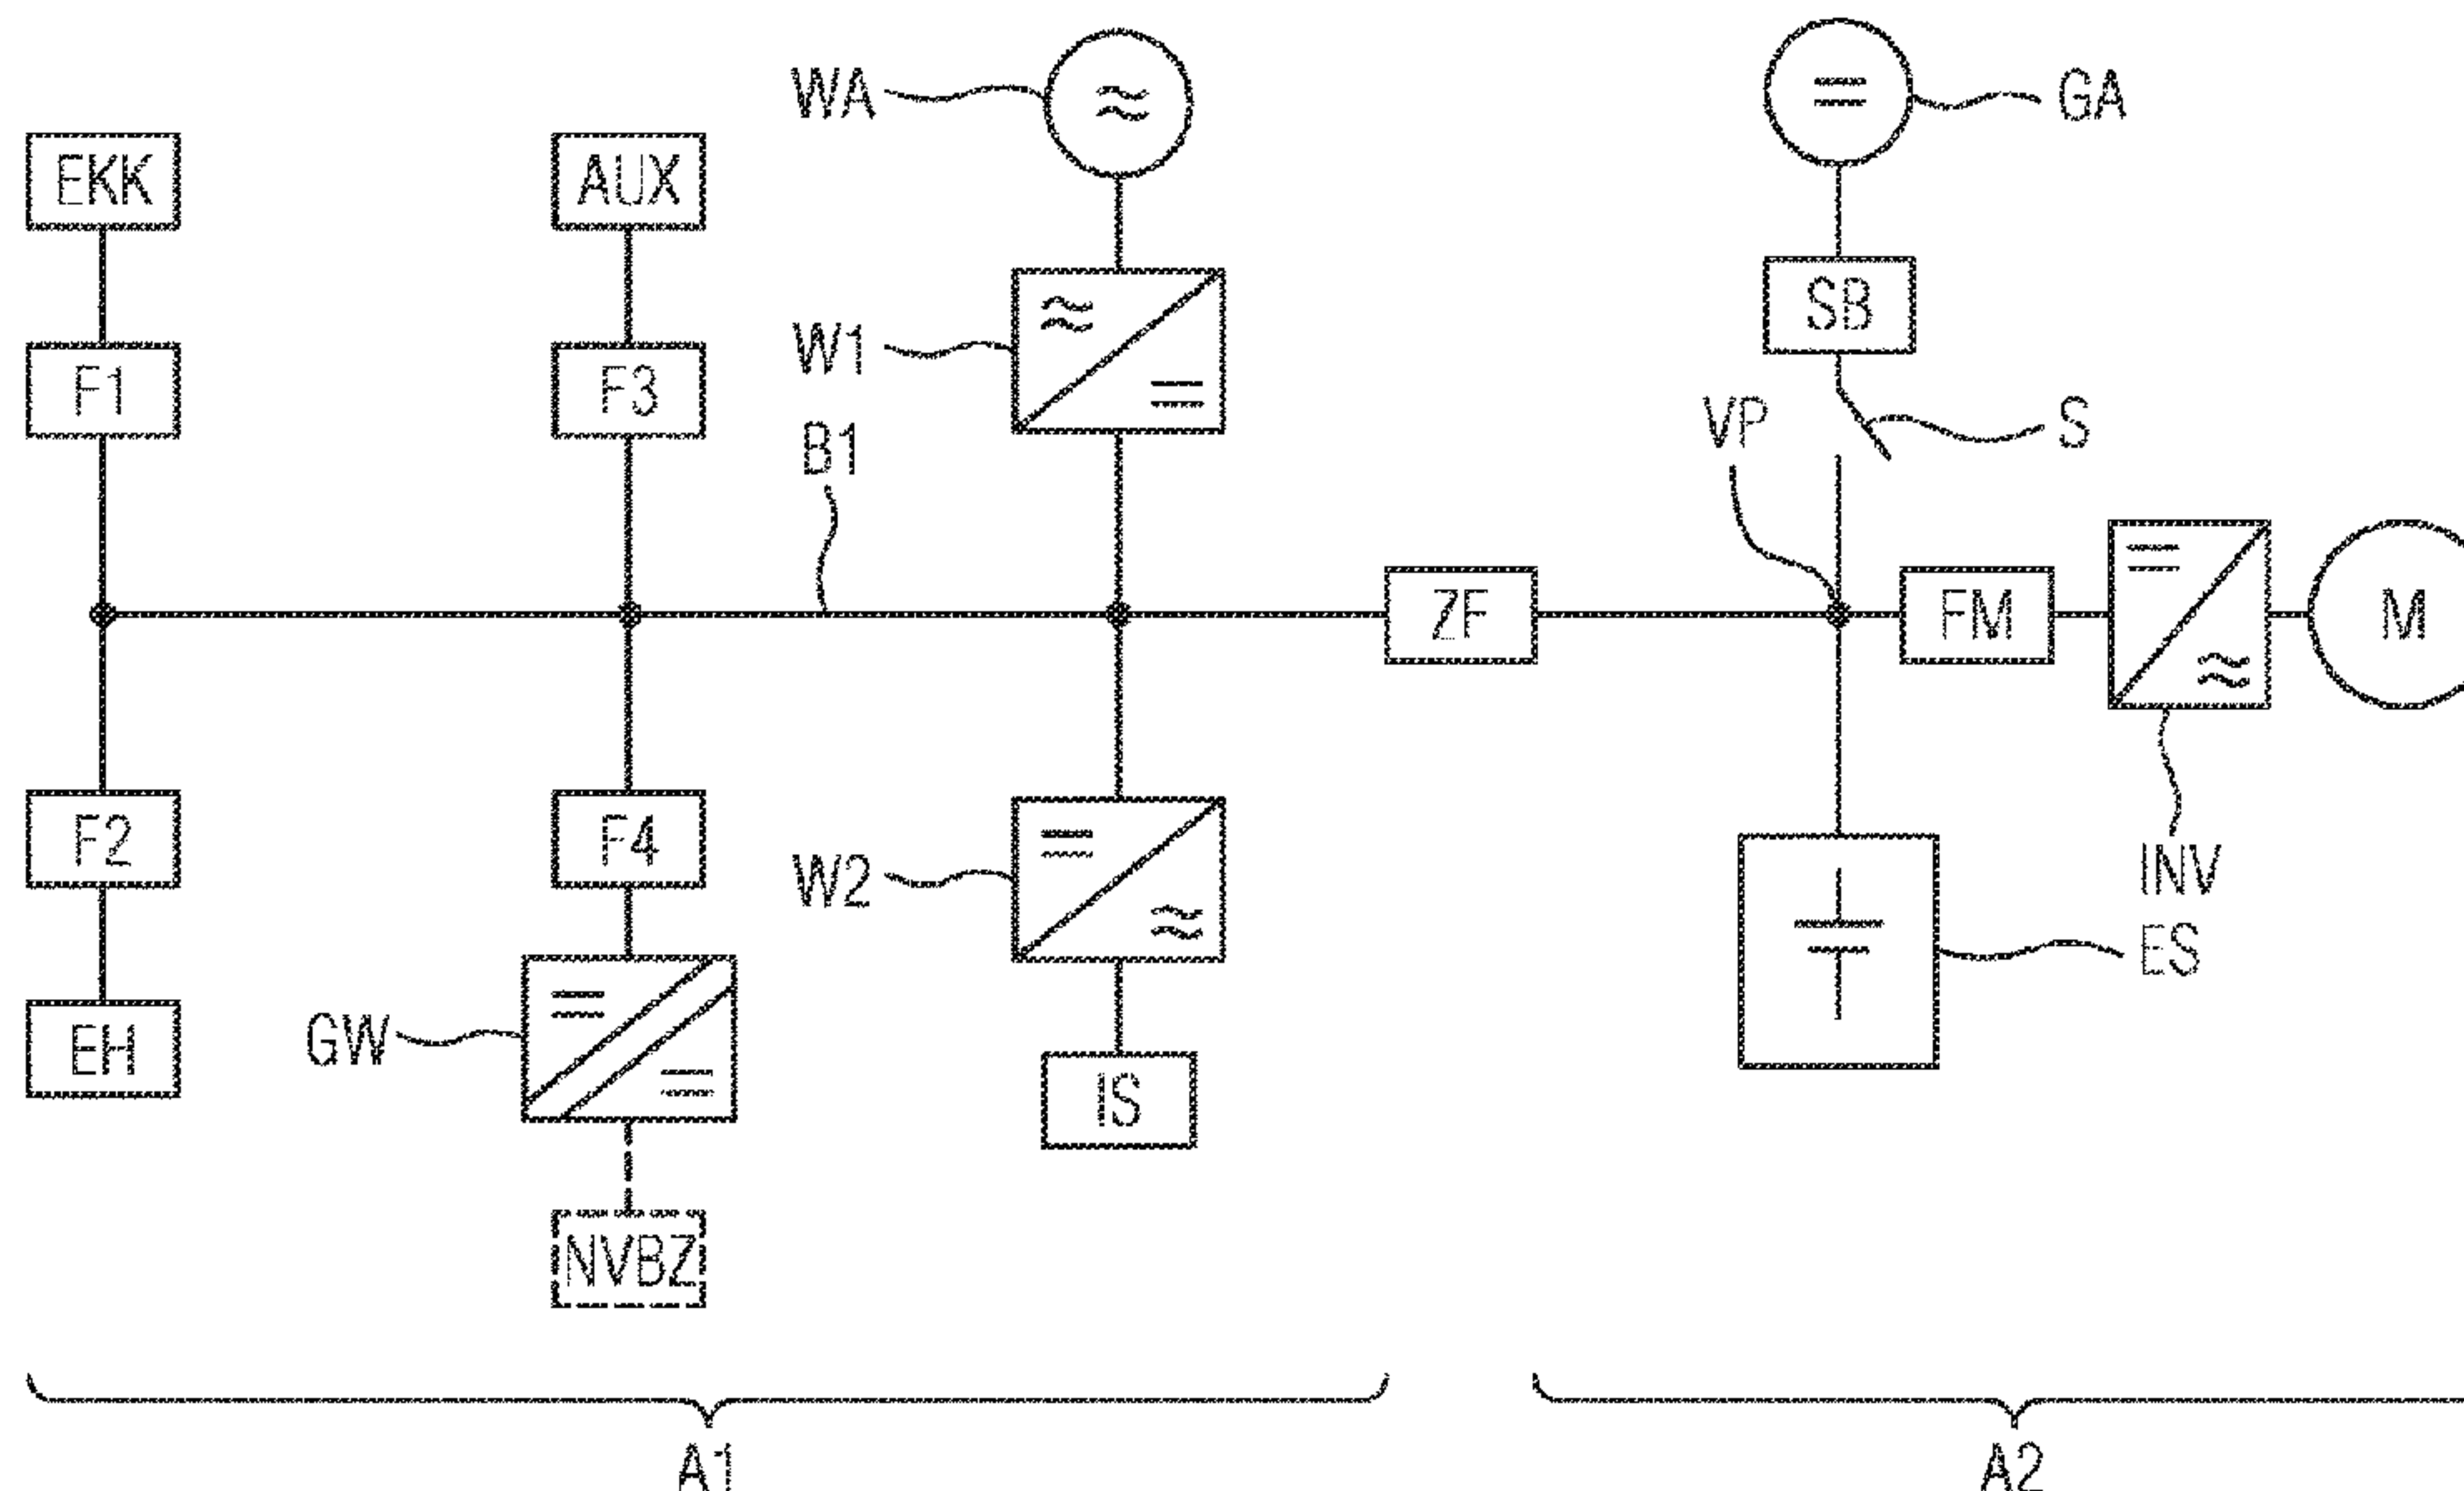 WA
GA
EKK
AUX
SB
W1
F1
F3
VP
S
B1
ZF
FM
M
F2
F4
W2
INV
ES
GW
EH
IS
NVBZ
A1
A2